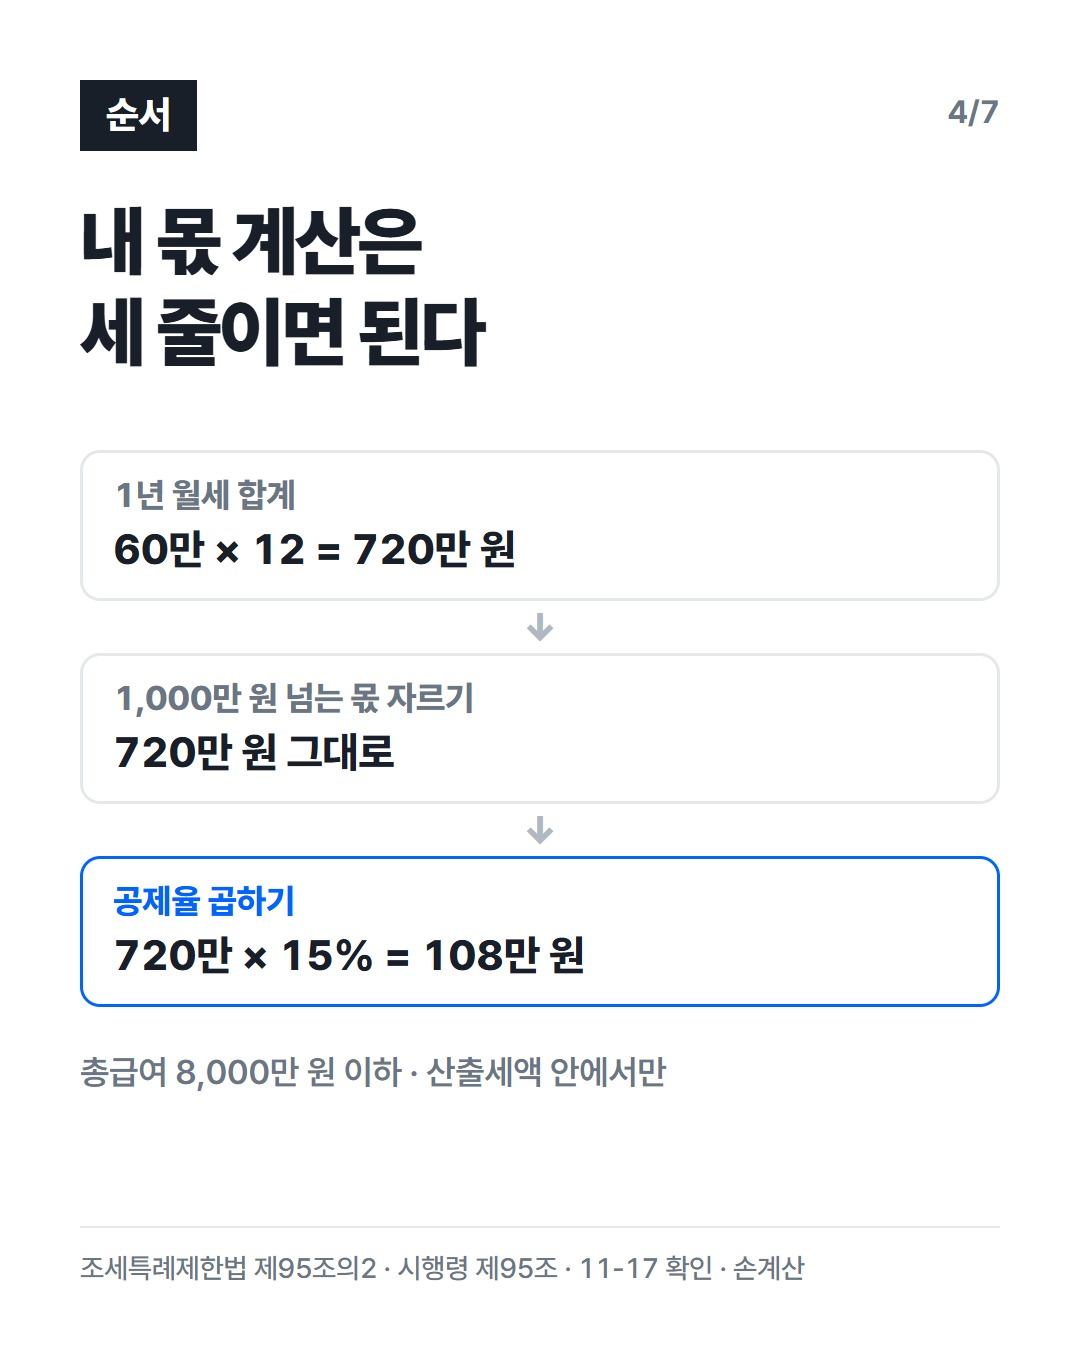 순서
4/7
내 몫 계산은
세 줄이면 된다
1년 월세 합계
60만 × 12 = 720만 원
↓
1,000만 원 넘는 몫 자르기
720만 원 그대로
↓
공제율 곱하기
720만 × 15% = 108만 원
총급여 8,000만 원 이하 · 산출세액 안에서만
조세특례제한법 제95조의2 · 시행령 제95조 · 11-17 확인 · 손계산